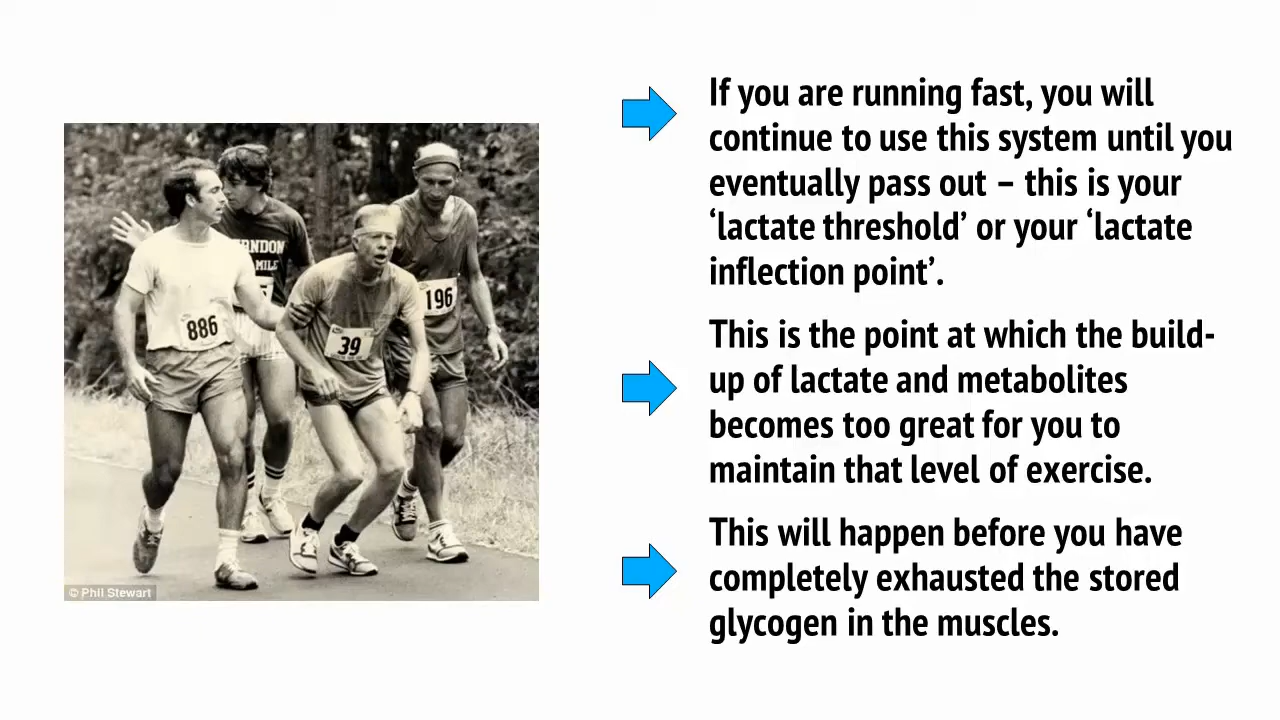 If you are running fast, you will
continue to use this system until you
eventually pass out – this is your
‘lactate threshold’ or your ‘lactate
inflection point’.
This is the point at which the build-
up of lactate and metabolites
becomes too great for you to
maintain that level of exercise.
This will happen before you have
completely exhausted the stored
glycogen in the muscles.
RNDON
MILE
886
39
196
© Phil Stewart